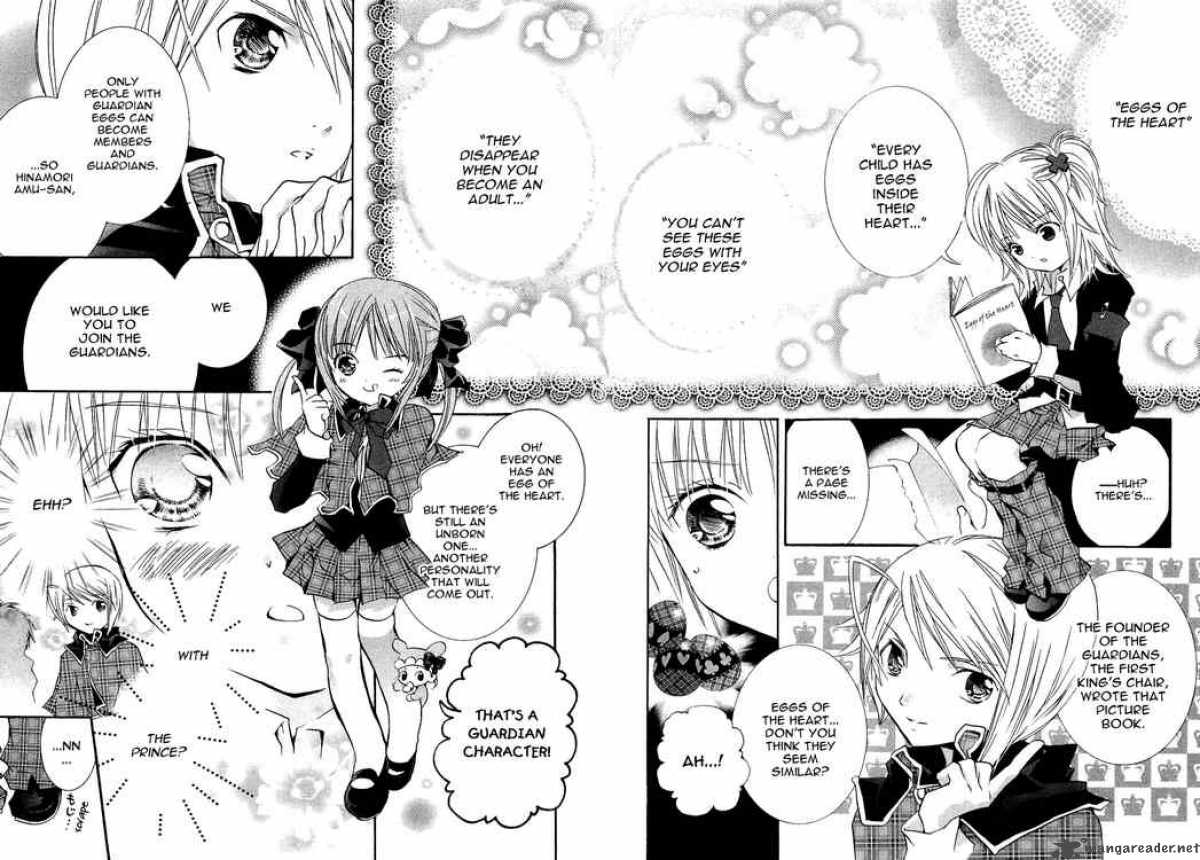 "EGGS OF
THE HEART"
"EVERY
CHILD HAS
EGGS
INSIDE
THEIR
HEART..."
Egg of the Heart
"YOU CAN'T
SEE THESE
EGGS WITH
YOUR EYES"
"THEY
DISAPPEAR
WHEN YOU
BECOME AN
ADULT..."
—HUH?
THERE'S...
THERE'S
A PAGE
MISSING...
THE FOUNDER
OF THE
GUARDIANS,
THE FIRST
KING'S CHAIR,
WROTE THAT
PICTURE
BOOK.
EGGS OF
THE HEART...
DON'T YOU
THINK THEY
SEEM
SIMILAR?
AH...!
OH!
EVERYONE
HAS AN
EGG OF
THE HEART.
BUT THERE'S
STILL AN
UNBORN
ONE...
ANOTHER
PERSONALITY
THAT WILL
COME OUT.
THAT'S A
GUARDIAN
CHARACTER!
ONLY
PEOPLE WITH
GUARDIAN
EGGS CAN
BECOME
MEMBERS
AND
GUARDIANS.
...SO
HINAMORI
AMU-SAN,
WE
WOULD LIKE
YOU TO
JOIN THE
GUARDIANS.
EHH?
WITH
THE
PRINCE?
...NN
...
scrape
mangareader.net